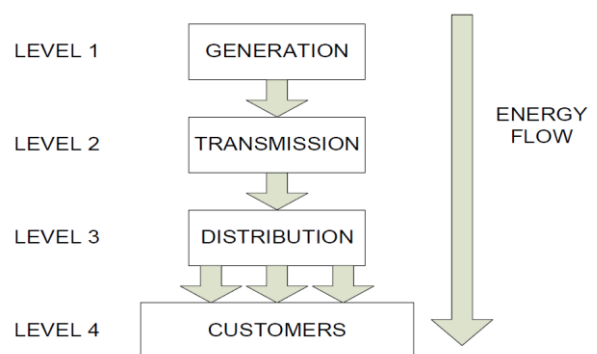 LEVEL 1
GENERATION
ENERGY
FLOW
LEVEL 2
TRANSMISSION
LEVEL 3
DISTRIBUTION
LEVEL 4
CUSTOMERS